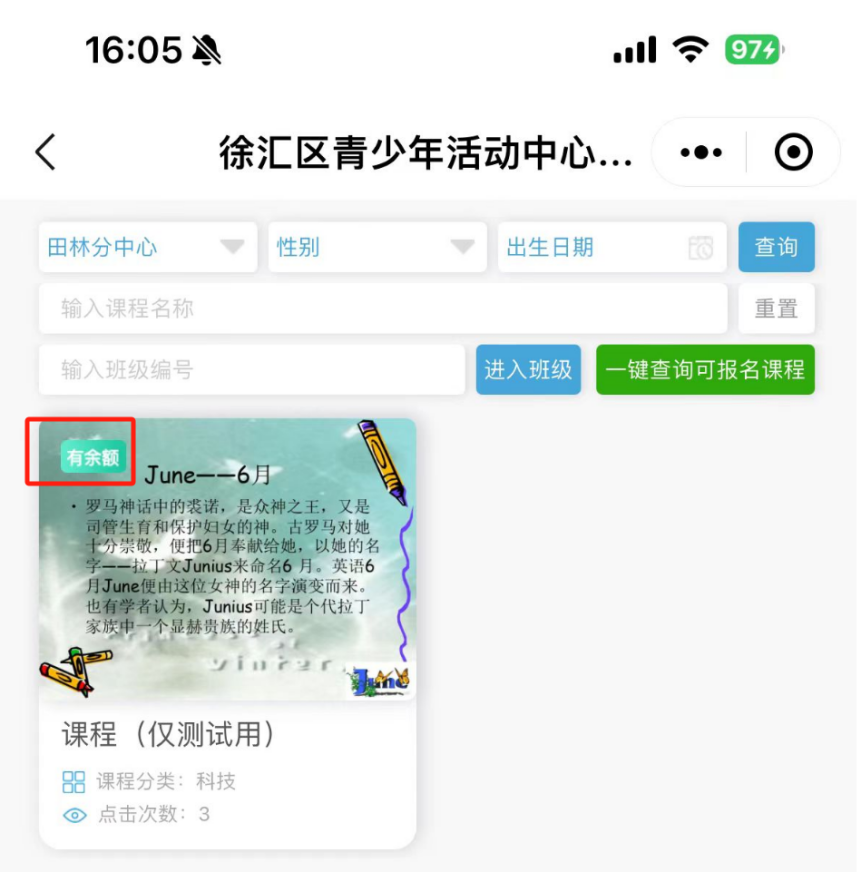 16:05
97
徐汇区青少年活动中心...
田林分中心 性别 出生日期 查询
输入课程名称 重置
输入班级编号 进入班级 一键查询可报名课程
有余额
June——6月
· 罗马神话中的裘诺，是众神之王，又是
司管生育和保护妇女的神。古罗马对她
十分崇敬，便把6月奉献给她，以她的名
字——拉丁文Junius来命名6 月。英语6
月June便由这位女神的名字演变而来。
也有学者认为，Junius可能是个代拉丁
家族中一个显赫贵族的姓氏。
winter
June
课程（仅测试用）
课程分类：科技
点击次数：3